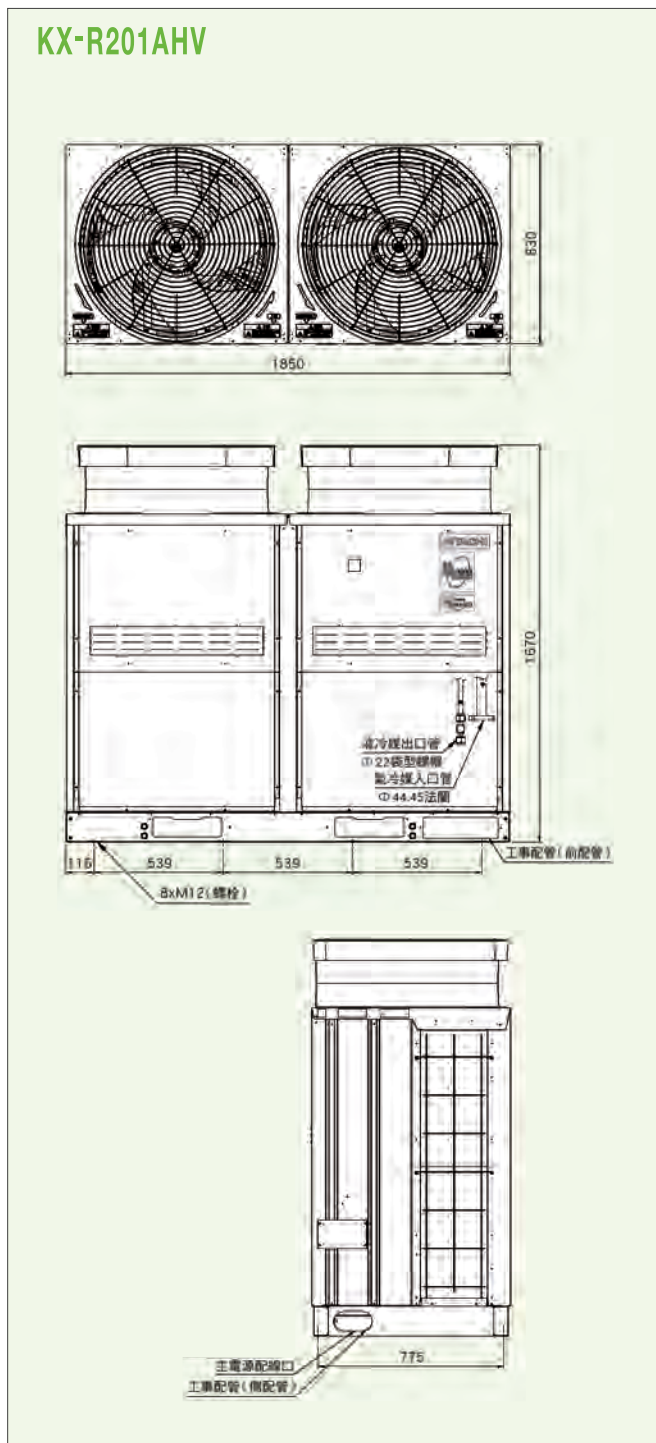 KX-R201AHV
830
1850
HITACHI
1670
液冷媒出口管
Φ22袋型螺帽
氣冷媒入口管
Φ44.45法蘭
工事配管(前配管)
116 539 539 539
8xM12(螺栓)
主電源配線口
工事配管(側配管)
775